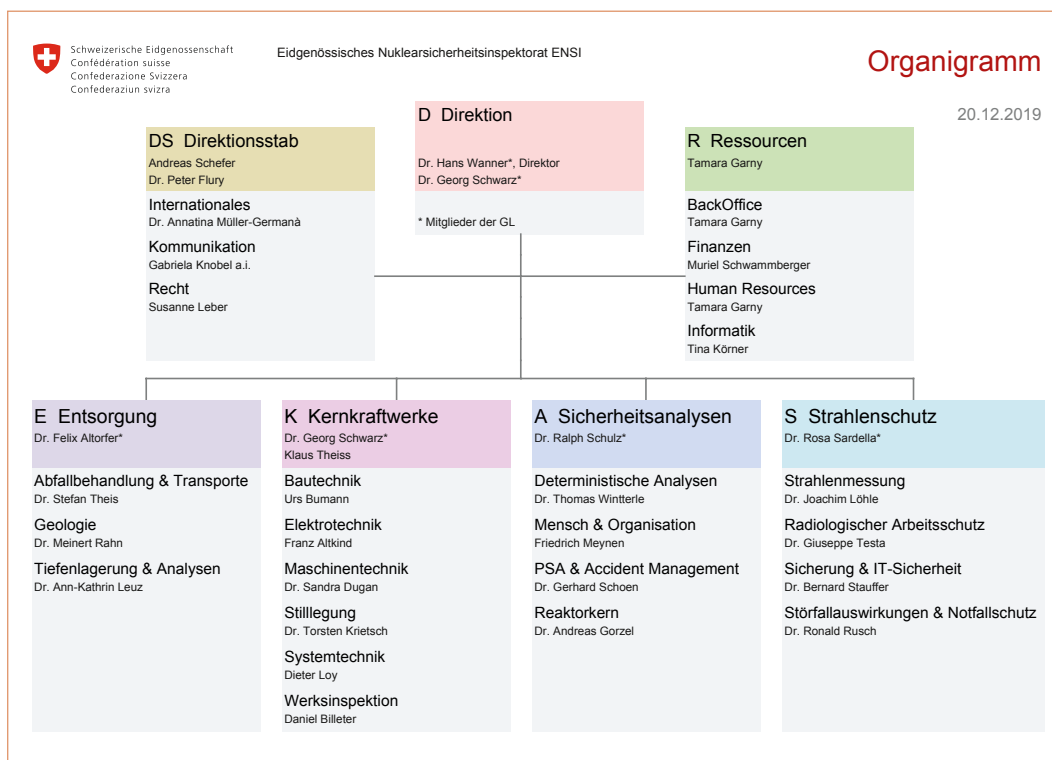 Schweizerische Eidgenossenschaft
Confédération suisse
Confederazione Svizzera
Confederaziun svizra
Eidgenössisches Nuklearsicherheitsinspektorat ENSI
Organigramm
20.12.2019
D Direktion
Dr. Hans Wanner*, Direktor
Dr. Georg Schwarz*
* Mitglieder der GL
DS Direktionsstab
Andreas Schefer
Dr. Peter Flury
Internationales
Dr. Annatina Müller-Germanà
Kommunikation
Gabriela Knobel a.i.
Recht
Susanne Leber
R Ressourcen
Tamara Garny
BackOffice
Tamara Garny
Finanzen
Muriel Schwammberger
Human Resources
Tamara Garny
Informatik
Tina Körner
E Entsorgung
Dr. Felix Altorfer*
Abfallbehandlung & Transporte
Dr. Stefan Theis
Geologie
Dr. Meinert Rahn
Tiefenlagerung & Analysen
Dr. Ann-Kathrin Leuz
K Kernkraftwerke
Dr. Georg Schwarz*
Klaus Theiss
Bautechnik
Urs Bumann
Elektrotechnik
Franz Altkind
Maschinentechnik
Dr. Sandra Dugan
Stilllegung
Dr. Torsten Krietsch
Systemtechnik
Dieter Loy
Werksinspektion
Daniel Billeter
A Sicherheitsanalysen
Dr. Ralph Schulz*
Deterministische Analysen
Dr. Thomas Wintterle
Mensch & Organisation
Friedrich Meynen
PSA & Accident Management
Dr. Gerhard Schoen
Reaktorkern
Dr. Andreas Gorzel
S Strahlenschutz
Dr. Rosa Sardella*
Strahlenmessung
Dr. Joachim Löhle
Radiologischer Arbeitsschutz
Dr. Giuseppe Testa
Sicherung & IT-Sicherheit
Dr. Bernard Stauffer
Störfallauswirkungen & Notfallschutz
Dr. Ronald Rusch